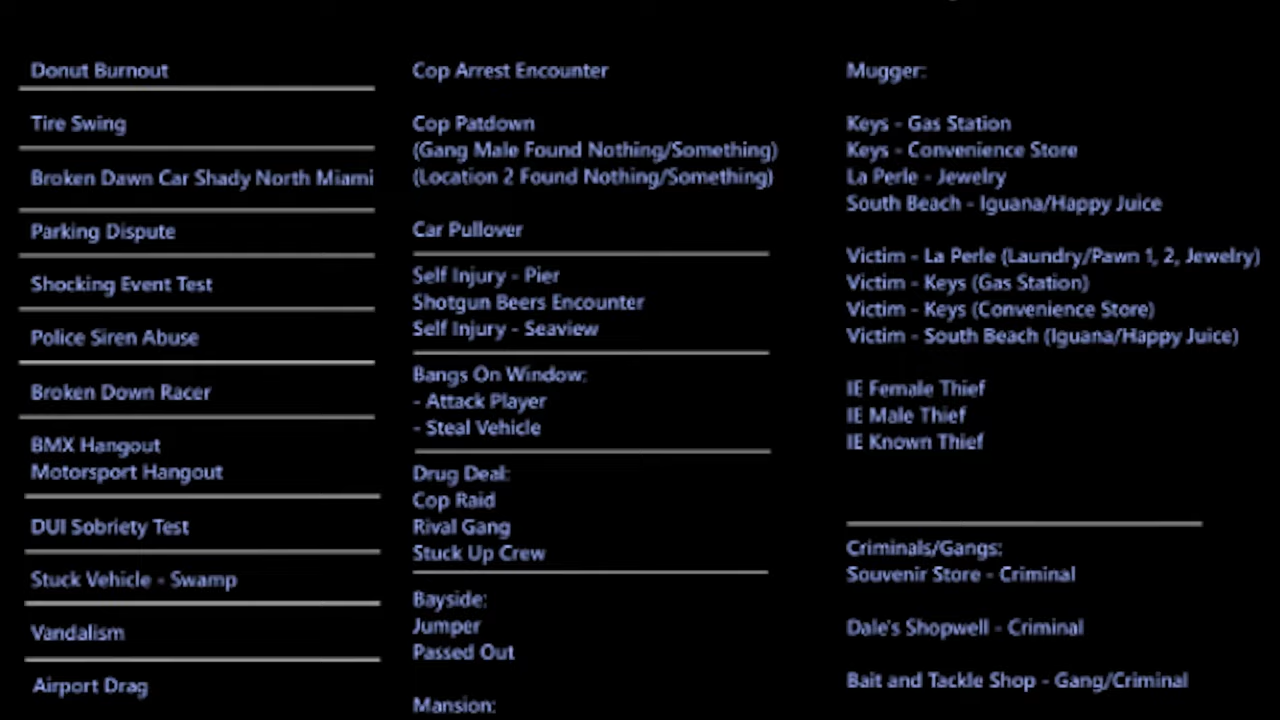 Donut Burnout
Tire Swing
Broken Dawn Car Shady North Miami
Parking Dispute
Shocking Event Test
Police Siren Abuse
Broken Down Racer
BMX Hangout
Motorsport Hangout
DUI Sobriety Test
Stuck Vehicle - Swamp
Vandalism
Airport Drag
Cop Arrest Encounter
Cop Patdown
(Gang Male Found Nothing/Something)
(Location 2 Found Nothing/Something)
Car Pullover
Self Injury - Pier
Shotgun Beers Encounter
Self Injury - Seaview
Bangs On Window:
- Attack Player
- Steal Vehicle
Drug Deal:
Cop Raid
Rival Gang
Stuck Up Crew
Bayside:
Jumper
Passed Out
Mansion:
Mugger:
Keys - Gas Station
Keys - Convenience Store
La Perle - Jewelry
South Beach - Iguana/Happy Juice
Victim - La Perle (Laundry/Pawn 1, 2, Jewelry)
Victim - Keys (Gas Station)
Victim - Keys (Convenience Store)
Victim - South Beach (Iguana/Happy Juice)
IE Female Thief
IE Male Thief
IE Known Thief
Criminals/Gangs:
Souvenir Store - Criminal
Dale's Shopwell - Criminal
Bait and Tackle Shop - Gang/Criminal